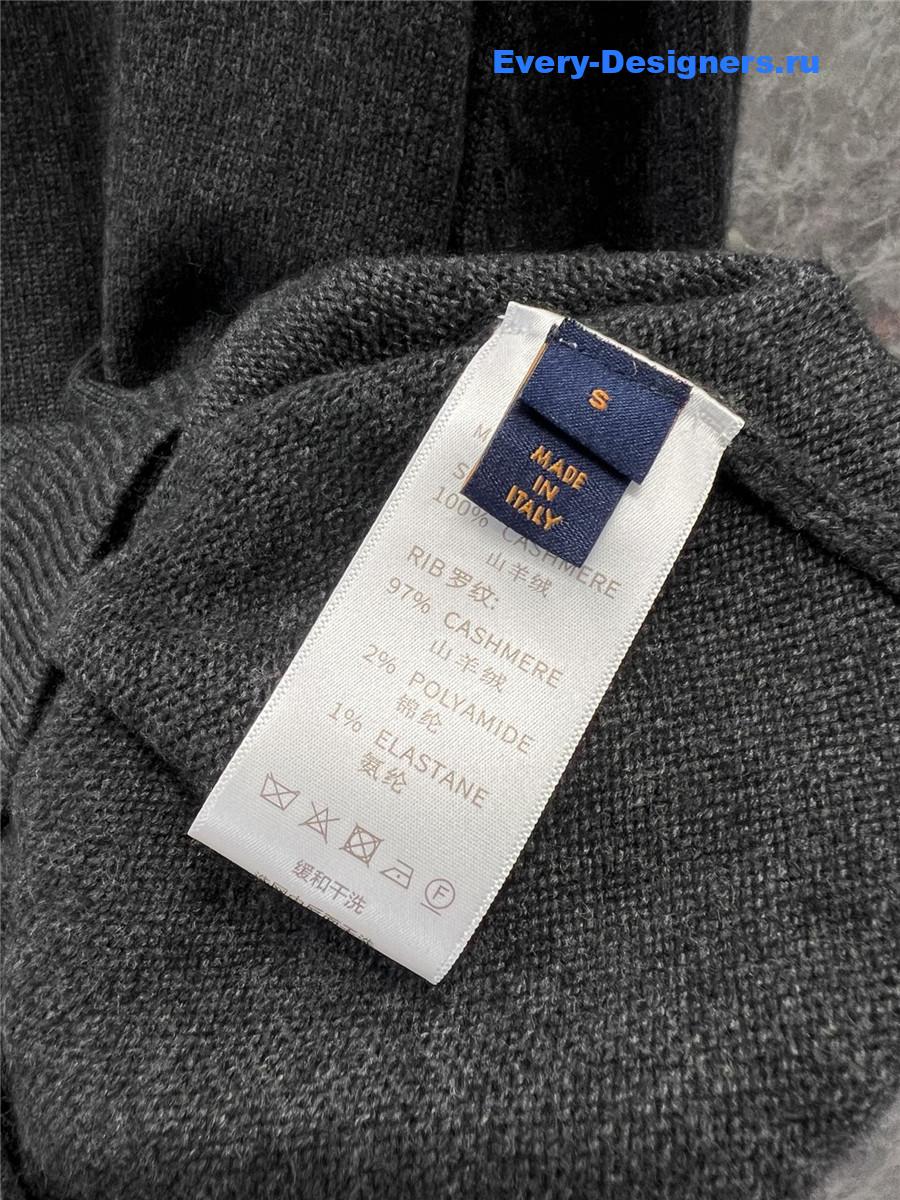 Every-Designers.ru
S
MADE
IN
ITALY
100% CASHMERE
山羊绒
RIB 罗纹:
97% CASHMERE
山羊绒
2% POLYAMIDE
锦纶
1% ELASTANE
氨纶
F
缓和干洗